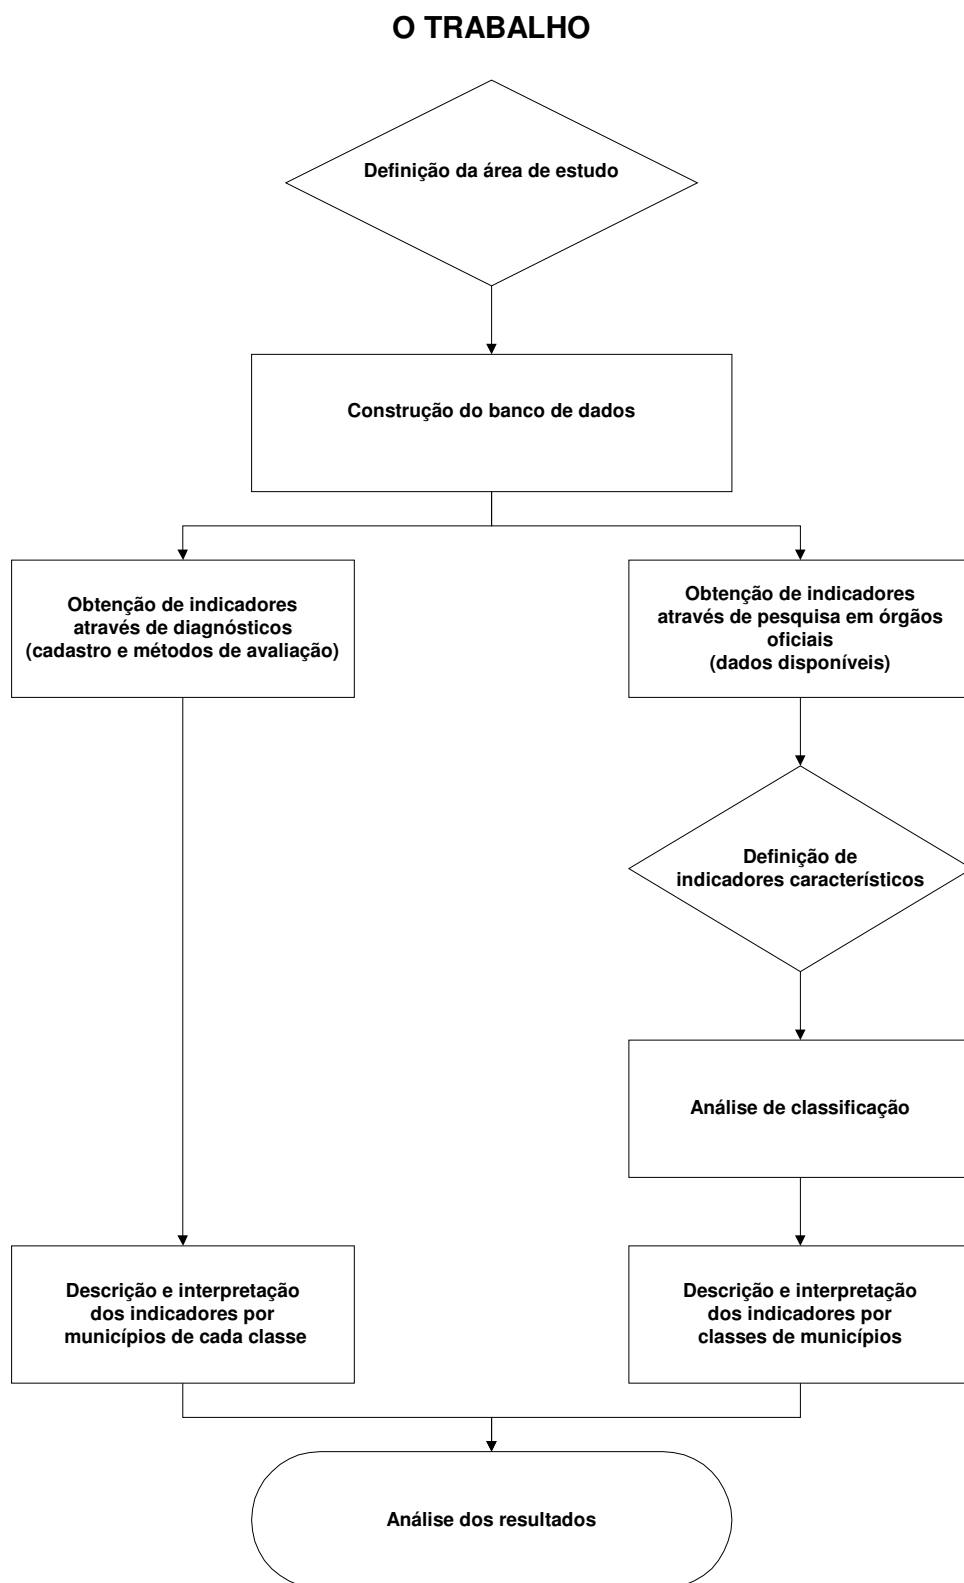 O TRABALHO
Definição da área de estudo
Construção do banco de dados
Obtenção de indicadores
através de diagnósticos
(cadastro e métodos de avaliação)
Obtenção de indicadores
através de pesquisa em órgãos
oficiais
(dados disponíveis)
Definição de
indicadores característicos
Análise de classificação
Descrição e interpretação
dos indicadores por
municípios de cada classe
Descrição e interpretação
dos indicadores por
classes de municípios
Análise dos resultados